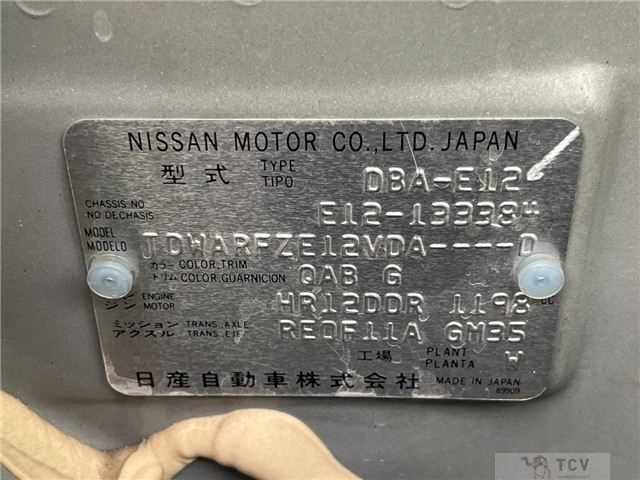 NISSAN MOTOR CO.,LTD. JAPAN
型式 TYPE TIPO DBA-E12
CHASSIS NO. NO DE CHASIS E12-133384
MODEL MODELO JDWARFZE12VDA----D
カラー トリム COLOR,TRIM COLOR,GUARNICION QAB G
エンジン ENGINE MOTOR HR12DDR 1198 CC
ミッション アクスル TRANS.,AXLE TRANS.,EJE RE0F11A GM35
工場 PLANT PLANTA W
日産自動車株式会社 MADE IN JAPAN
49909
TCV